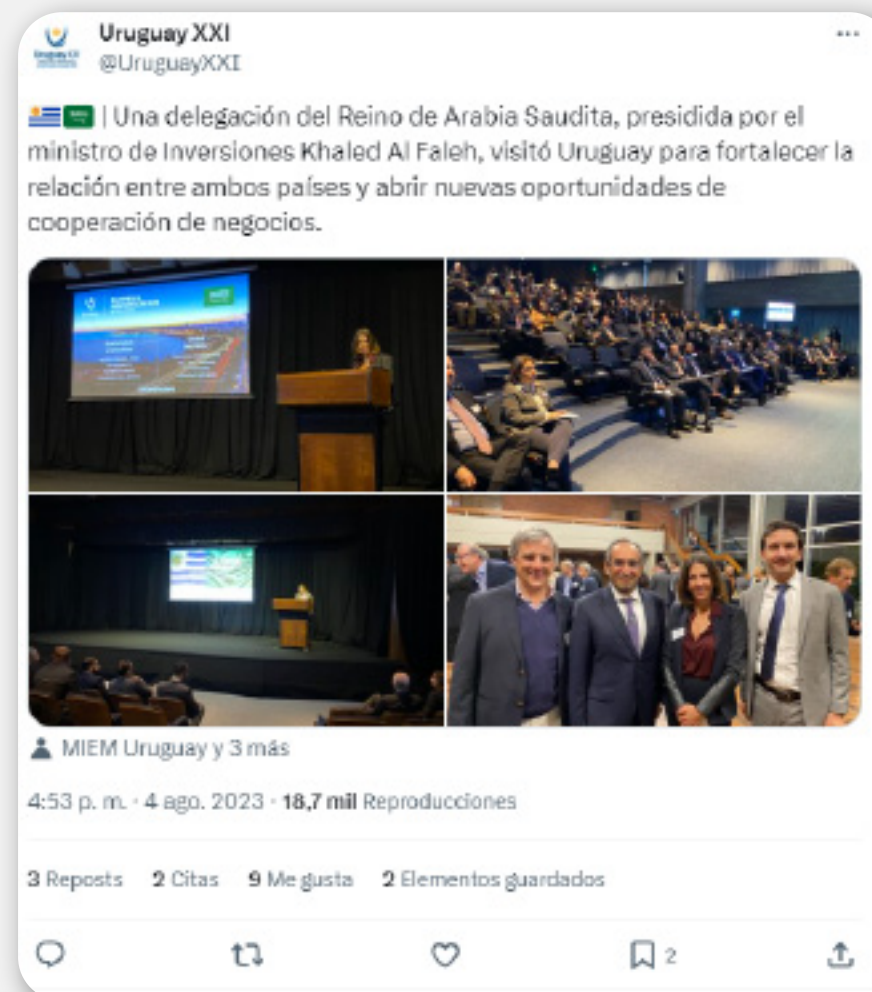 Uruguay XXI
@UruguayXXI
| Una delegación del Reino de Arabia Saudita, presidida por el
ministro de Inversiones Khaled Al Faleh, visitó Uruguay para fortalecer la
relación entre ambos países y abrir nuevas oportunidades de
cooperación de negocios.
MIEM Uruguay y 3 más
4:53 p. m. · 4 ago. 2023 · 18,7 mil Reproducciones
3 Reposts 2 Citas 9 Me gusta 2 Elementos guardados
2